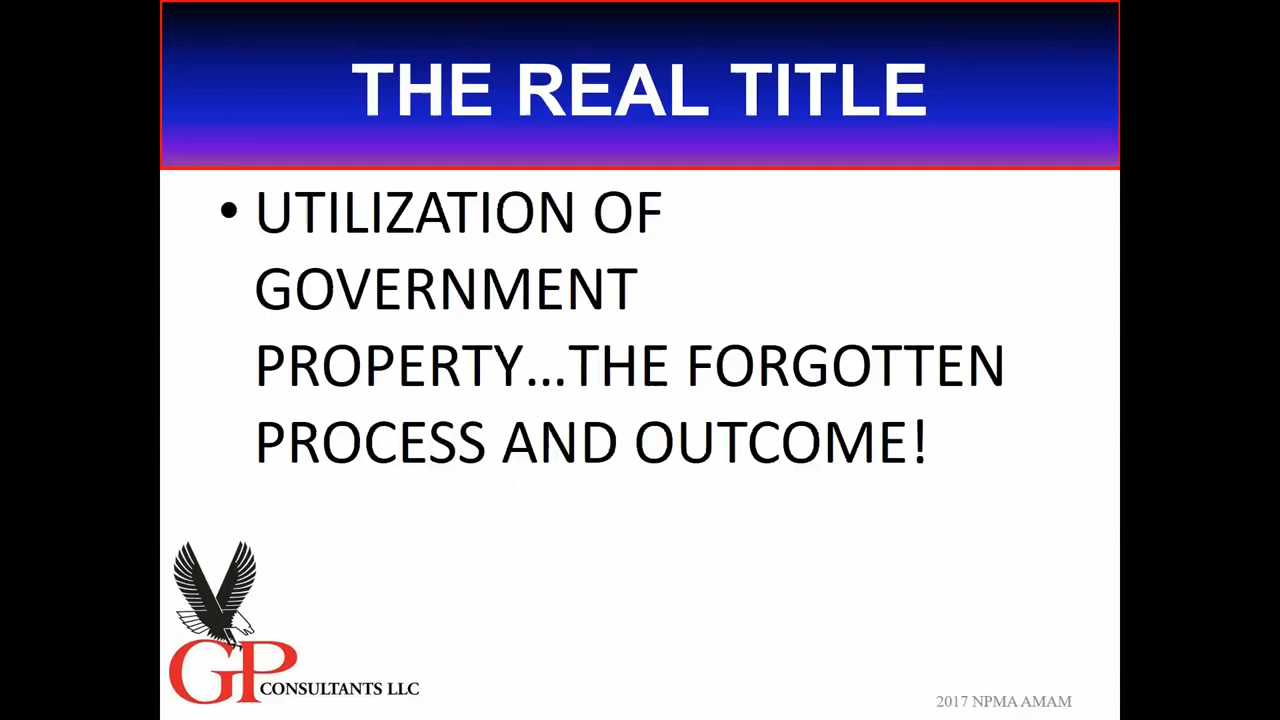 THE REAL TITLE
• UTILIZATION OF
GOVERNMENT
PROPERTY...THE FORGOTTEN
PROCESS AND OUTCOME!
GP CONSULTANTS LLC
2017 NPMA AMAM